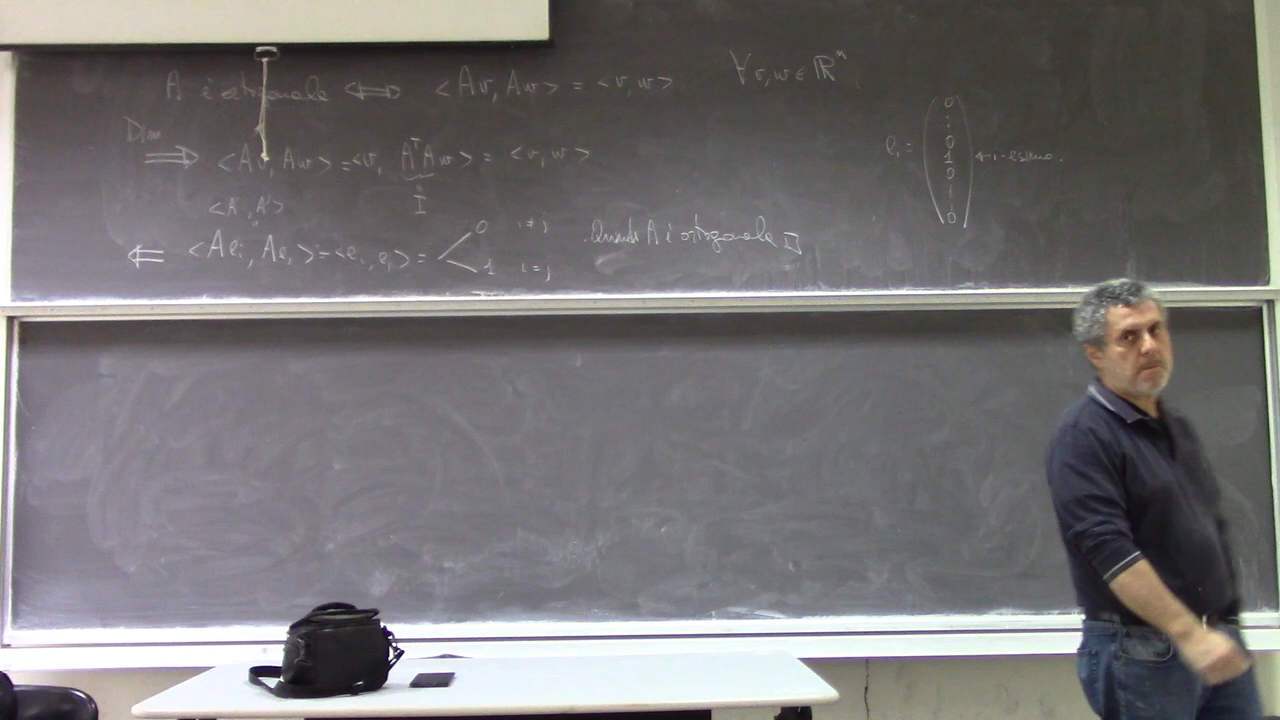 A è ortogonale ⟺ <Av, Aw> = <v, w> ∀ v, w ∈ ℝⁿ
Dim
⟹ <Av, Aw> = <v, AᵀAw> = <v, w>
I
<Aⁱ, Aʲ>
⟸ <Aeᵢ, Aeⱼ> = <eᵢ, eⱼ> = 0 i ≠ j
1 i = j
Quindi A è ortogonale □
eᵢ = (0 ⋮ 0 1 0 ⋮ 0) ← i-esimo